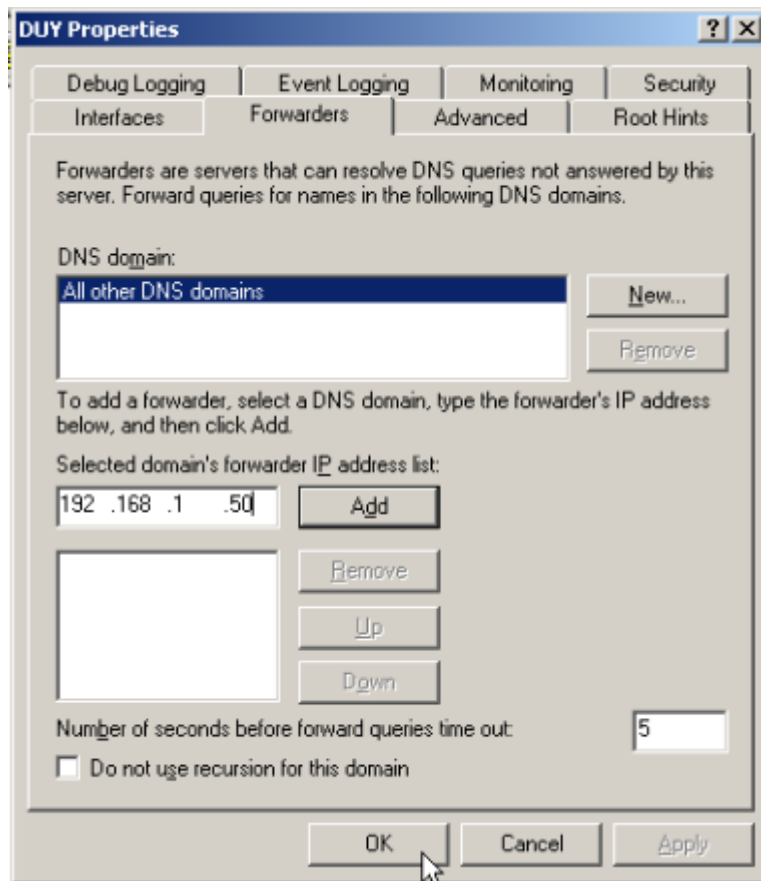 DUY Properties
Debug Logging Event Logging Monitoring Security
Interfaces Forwarders Advanced Root Hints
Forwarders are servers that can resolve DNS queries not answered by this
server. Forward queries for names in the following DNS domains.
DNS domain:
All other DNS domains
New...
Remove
To add a forwarder, select a DNS domain, type the forwarder's IP address
below, and then click Add.
Selected domain's forwarder IP address list:
192 .168 .1 .50 Add
Remove
Up
Down
Number of seconds before forward queries time out: 5
Do not use recursion for this domain
OK Cancel Apply